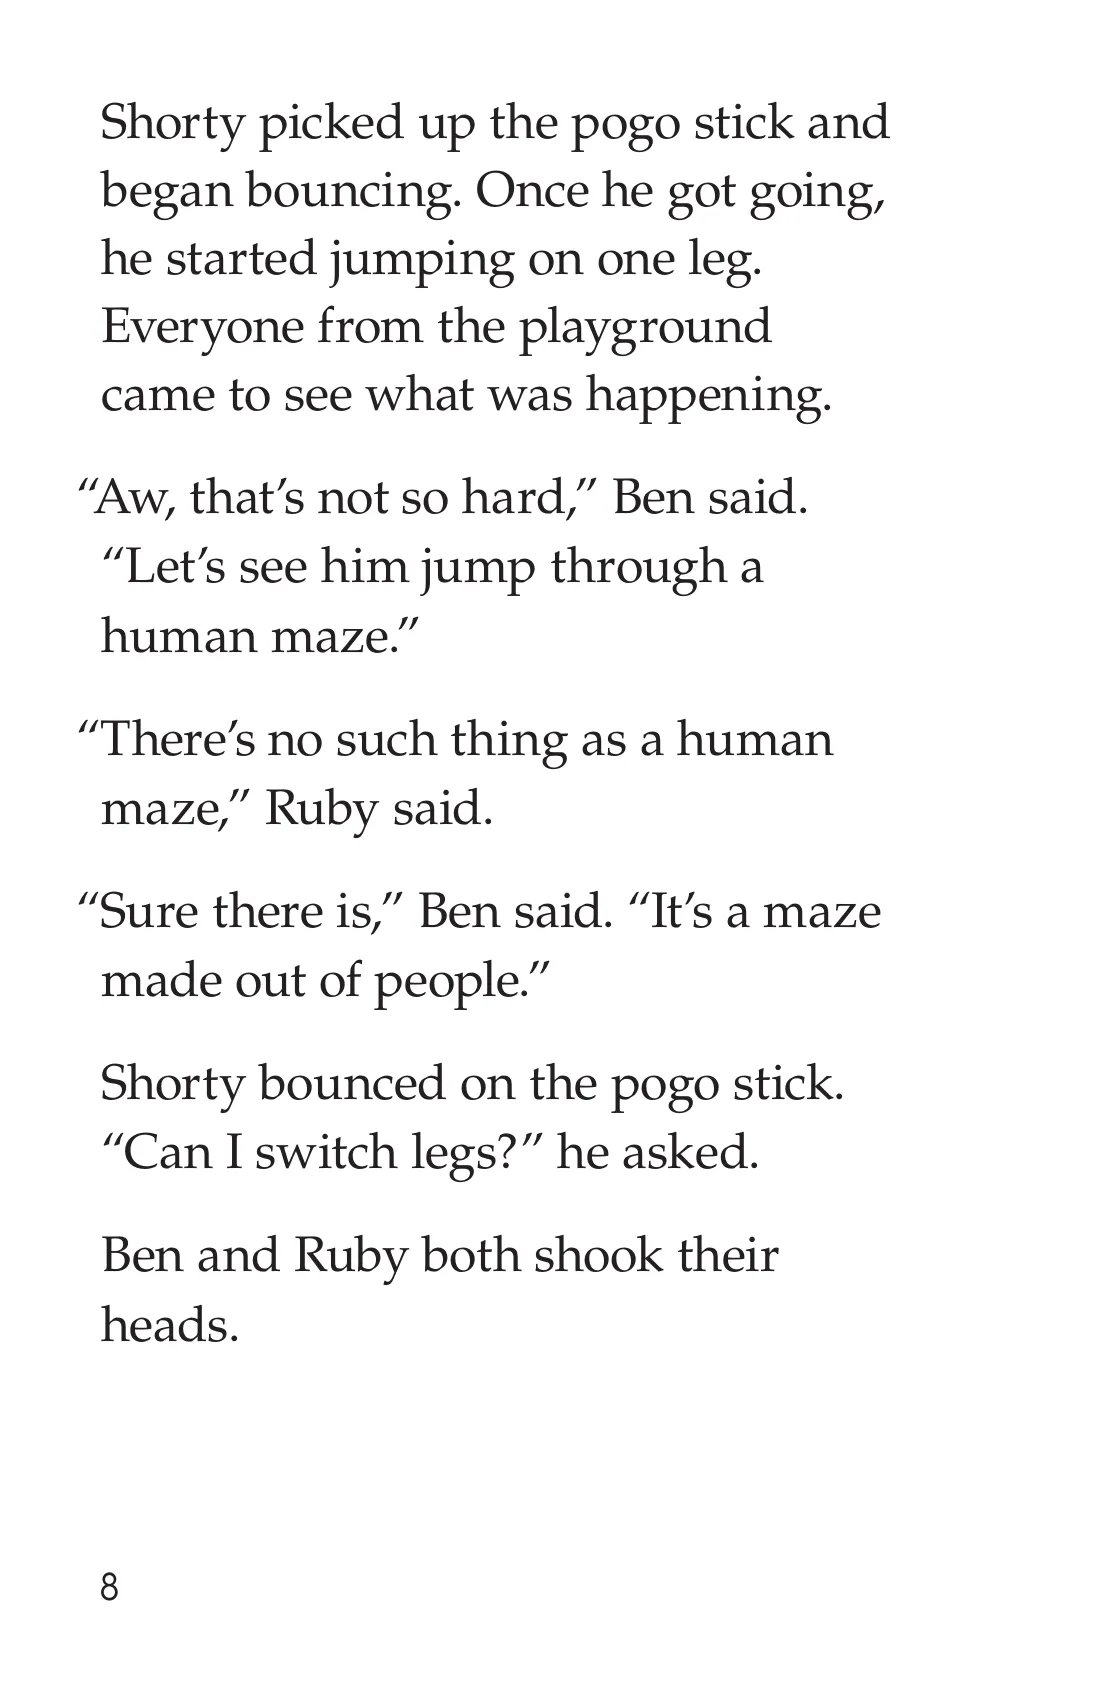 Shorty picked up the pogo stick and
began bouncing. Once he got going,
he started jumping on one leg.
Everyone from the playground
came to see what was happening.
“Aw, that’s not so hard,” Ben said.
“Let’s see him jump through a
human maze.”
“There’s no such thing as a human
maze,” Ruby said.
“Sure there is,” Ben said. “It’s a maze
made out of people.”
Shorty bounced on the pogo stick.
“Can I switch legs?” he asked.
Ben and Ruby both shook their
heads.
8